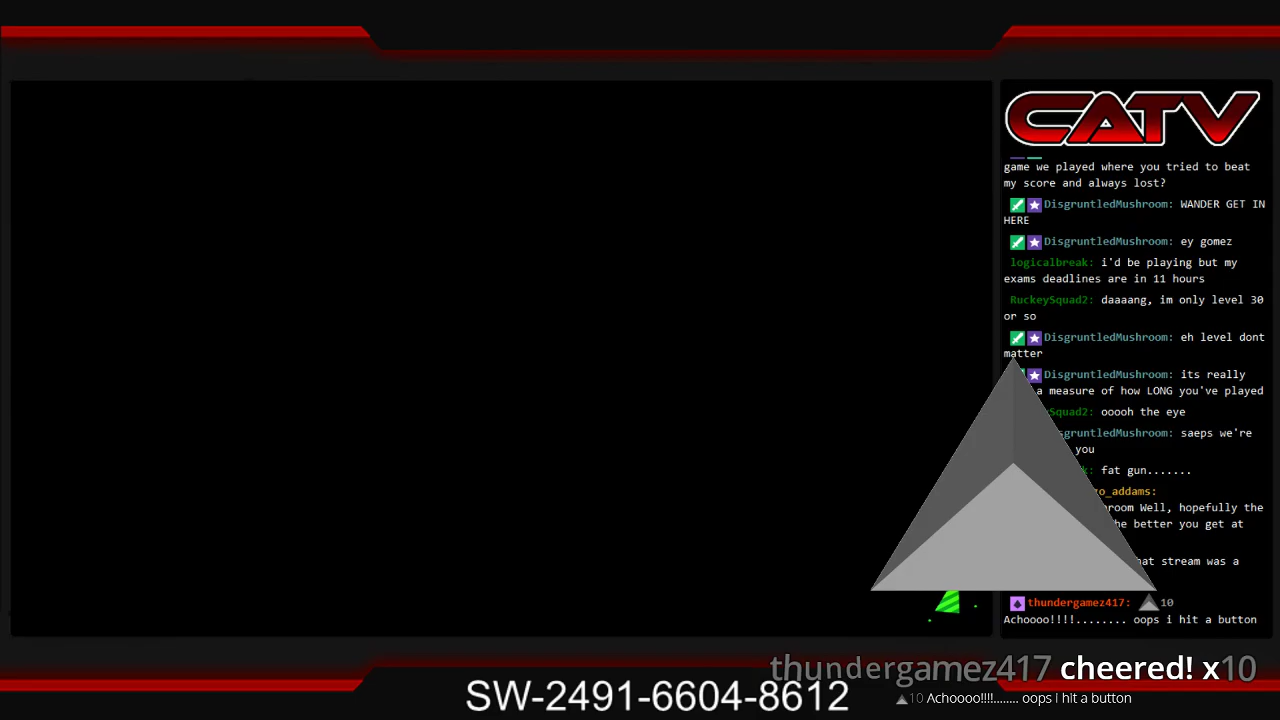 CATV
game we played where you tried to beat
my score and always lost?
DisgruntledMushroom: WANDER GET IN
HERE
DisgruntledMushroom: ey gomez
logicalbreak: i'd be playing but my
exams deadlines are in 11 hours
RuckeySquad2: daaaang, im only level 30
or so
DisgruntledMushroom: eh level dont
matter
DisgruntledMushroom: its really
a measure of how LONG you've played
Squad2: ooooh the eye
sgruntledMushroom: saeps we're
you
k: fat gun.......
zo_addams:
room Well, hopefully the
he better you get at
hat stream was a
thundergamez417: 10
Achoooo!!!!........ oops i hit a button
thundergamez417 cheered! x10
SW-2491-6604-8612
10 Achoooo!!!!........ oops i hit a button